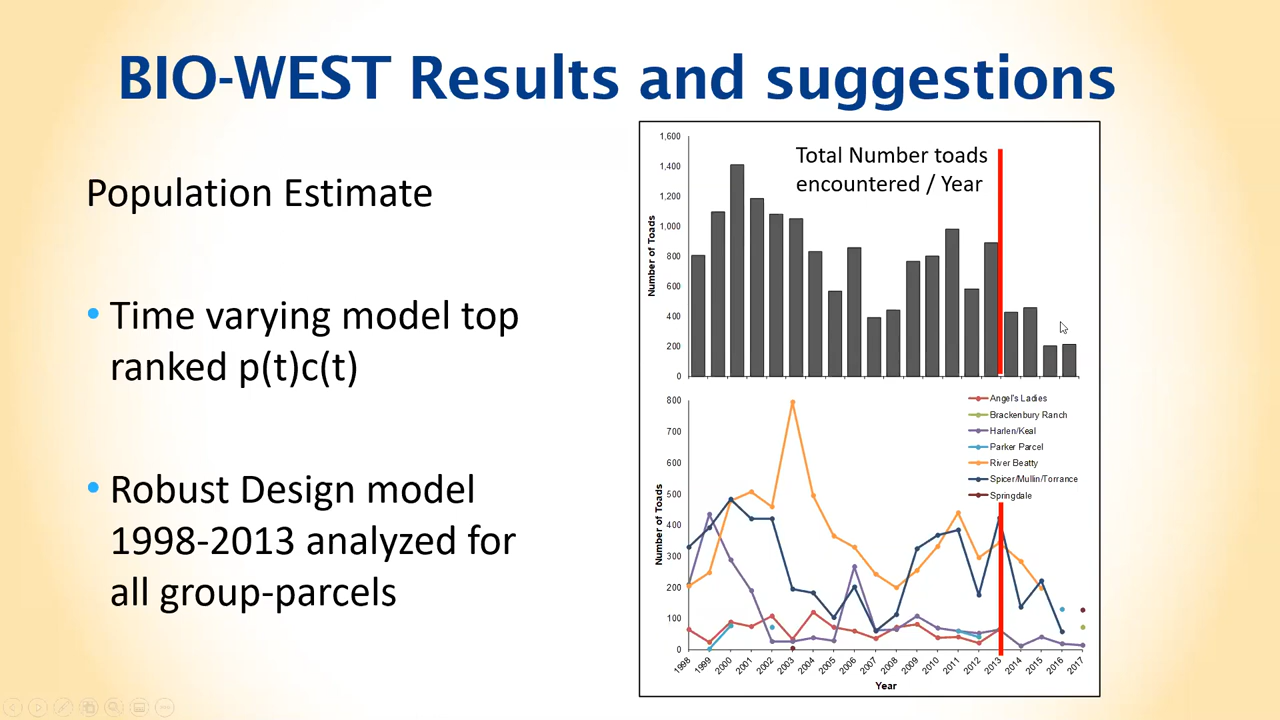 BIO-WEST Results and suggestions
Population Estimate
• Time varying model top
ranked p(t)c(t)
• Robust Design model
1998-2013 analyzed for
all group-parcels
Total Number toads
encountered / Year
Number of Toads
1,600
1,400
1,200
1,000
800
600
400
200
0
Number of Toads
800
700
600
500
400
300
200
100
0
Angel's Ladies
Brackenbury Ranch
Harlen/Keal
Parker Parcel
River Beatty
Spicer/Mullin/Torrance
Springdale
1998 1999 2000 2001 2002 2003 2004 2005 2006 2007 2008 2009 2010 2011 2012 2013 2014 2015 2016 2017
Year